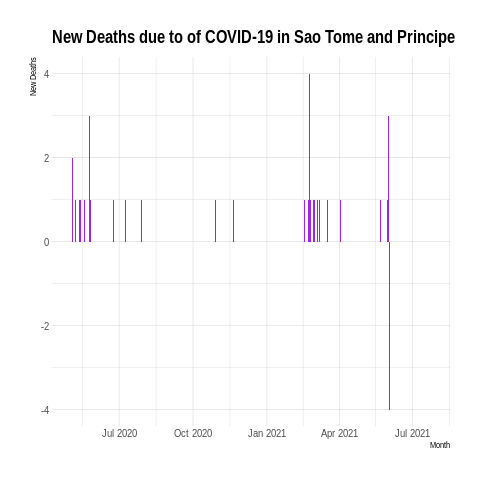 New Deaths due to of COVID-19 in Sao Tome and Principe
New Deaths
4
2
0
-2
-4
Jul 2020 Oct 2020 Jan 2021 Apr 2021 Jul 2021
Month